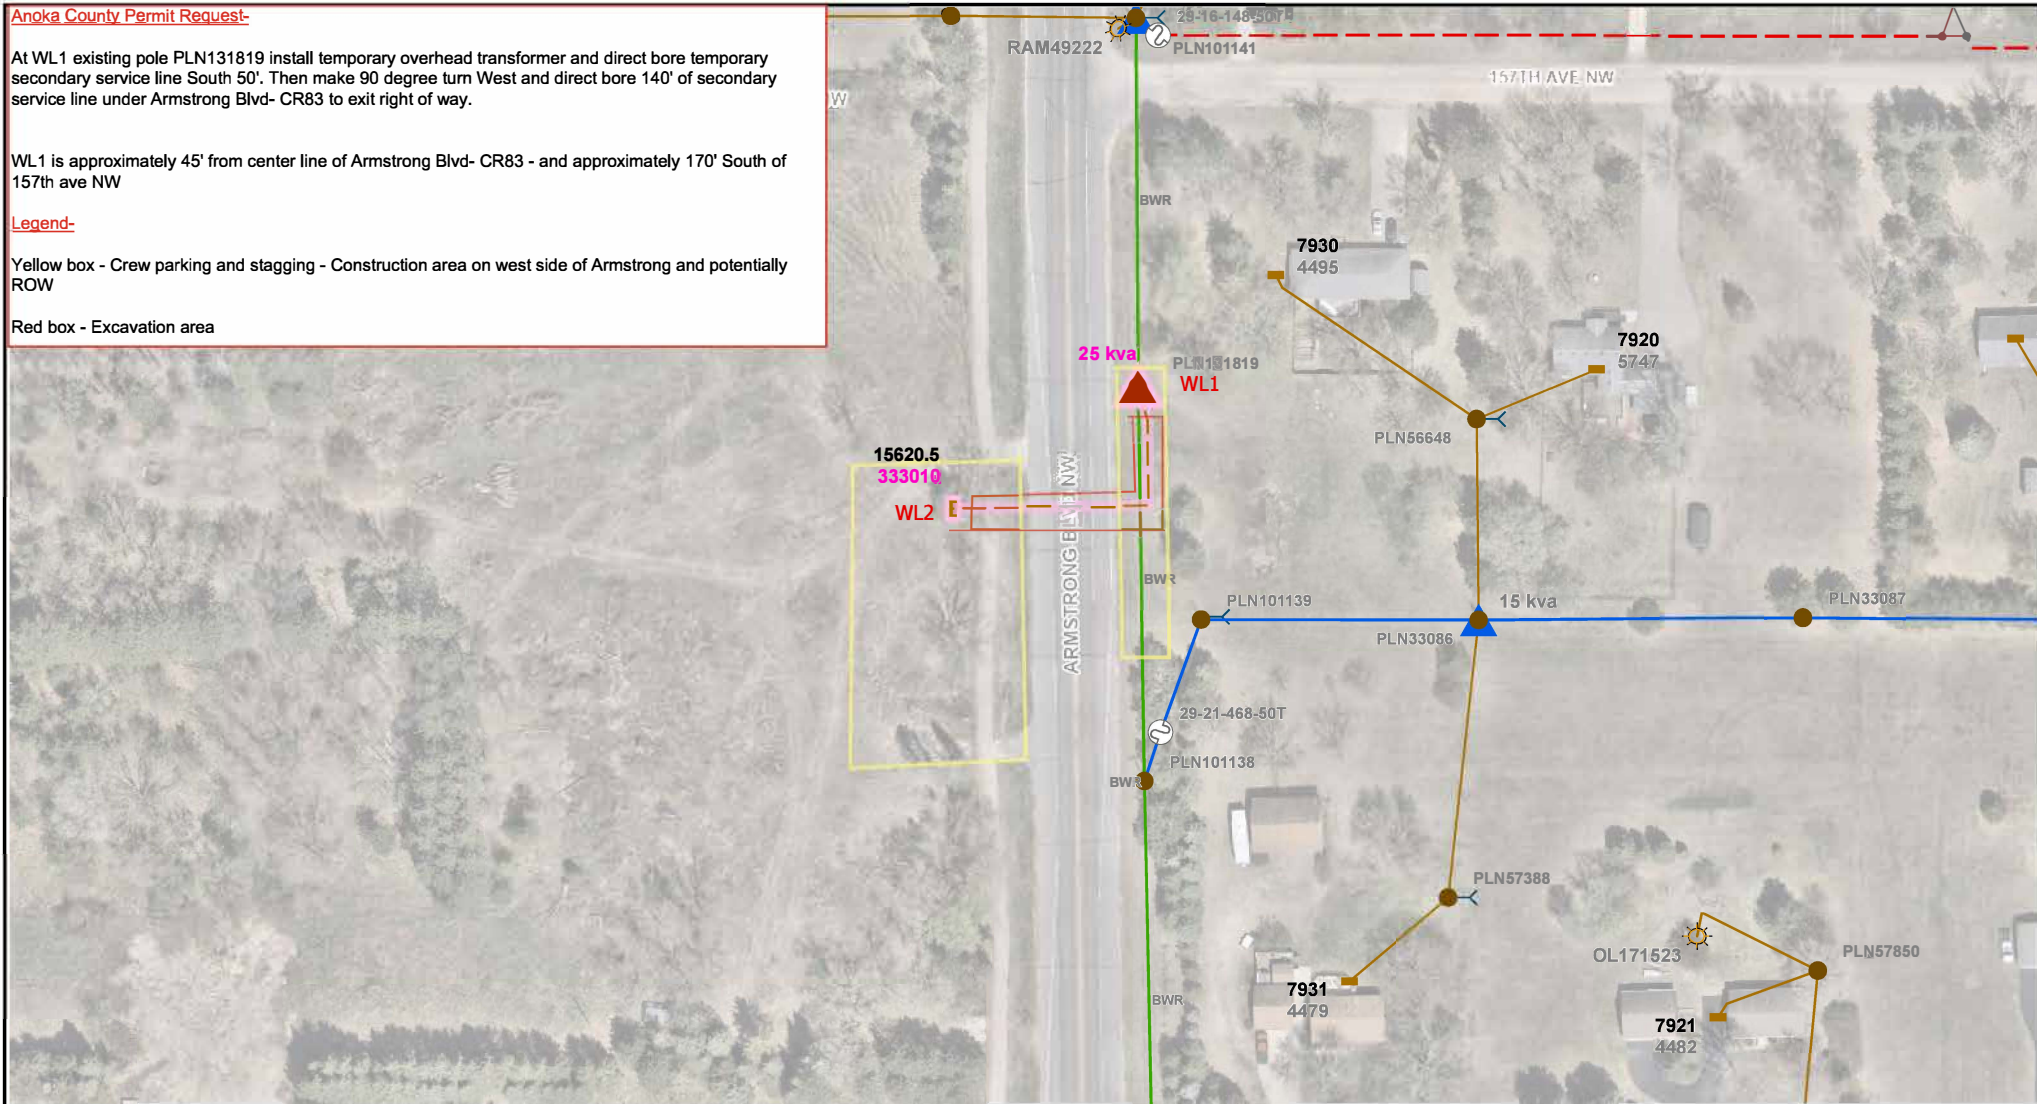 Anoka County Permit Request-
At WL1 existing pole PLN131819 install temporary overhead transformer and direct bore temporary
secondary service line South 50'. Then make 90 degree turn West and direct bore 140' of secondary
service line under Armstrong Blvd- CR83 to exit right of way.
WL1 is approximately 45' from center line of Armstrong Blvd- CR83 - and approximately 170' South of
157th ave NW
Legend-
Yellow box - Crew parking and stagging - Construction area on west side of Armstrong and potentially
ROW
Red box - Excavation area
W
29-16-148-50T
RAM49222
PLN101141
157TH AVE NW
BWR
7930
4495
7920
5747
25 kva
PLN131819
WL1
PLN56648
15620.5
333010
WL2
ARMSTRONG BLVD NW
BWR
PLN101139
15 kva
PLN33086
PLN33087
29-21-468-50T
PLN101138
BWR
PLN57388
OL171523
PLN57850
7931
4479
BWR
7921
4482